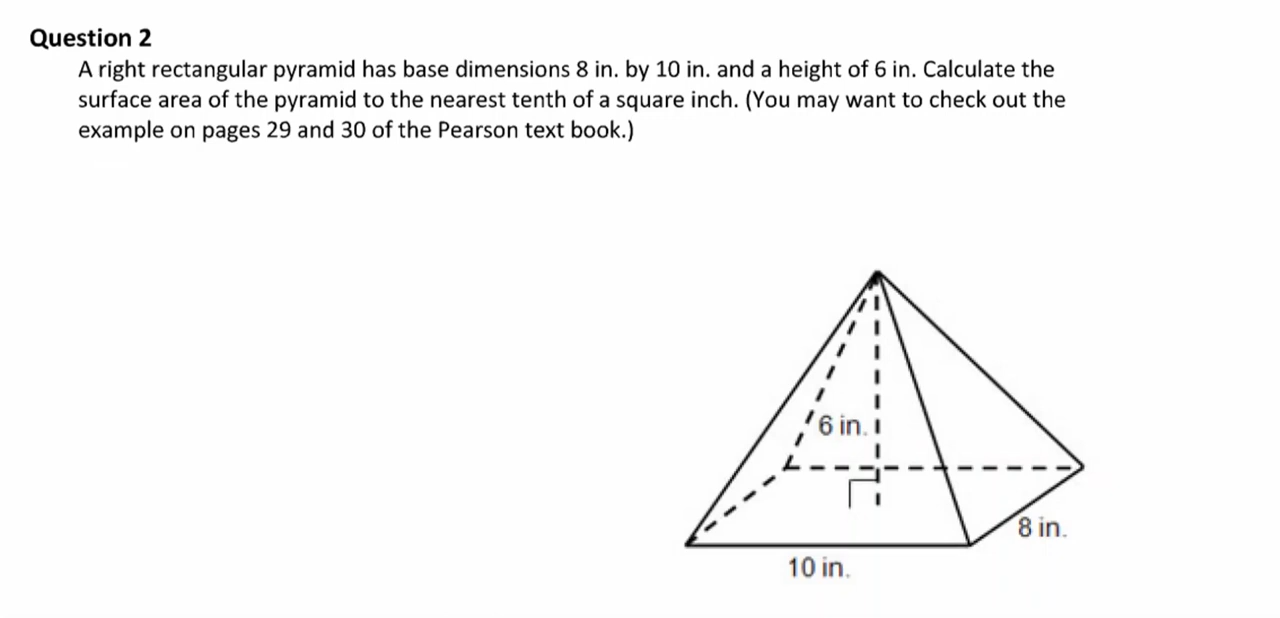 Question 2
A right rectangular pyramid has base dimensions 8 in. by 10 in. and a height of 6 in. Calculate the
surface area of the pyramid to the nearest tenth of a square inch. (You may want to check out the
example on pages 29 and 30 of the Pearson text book.)
6 in.
8 in.
10 in.